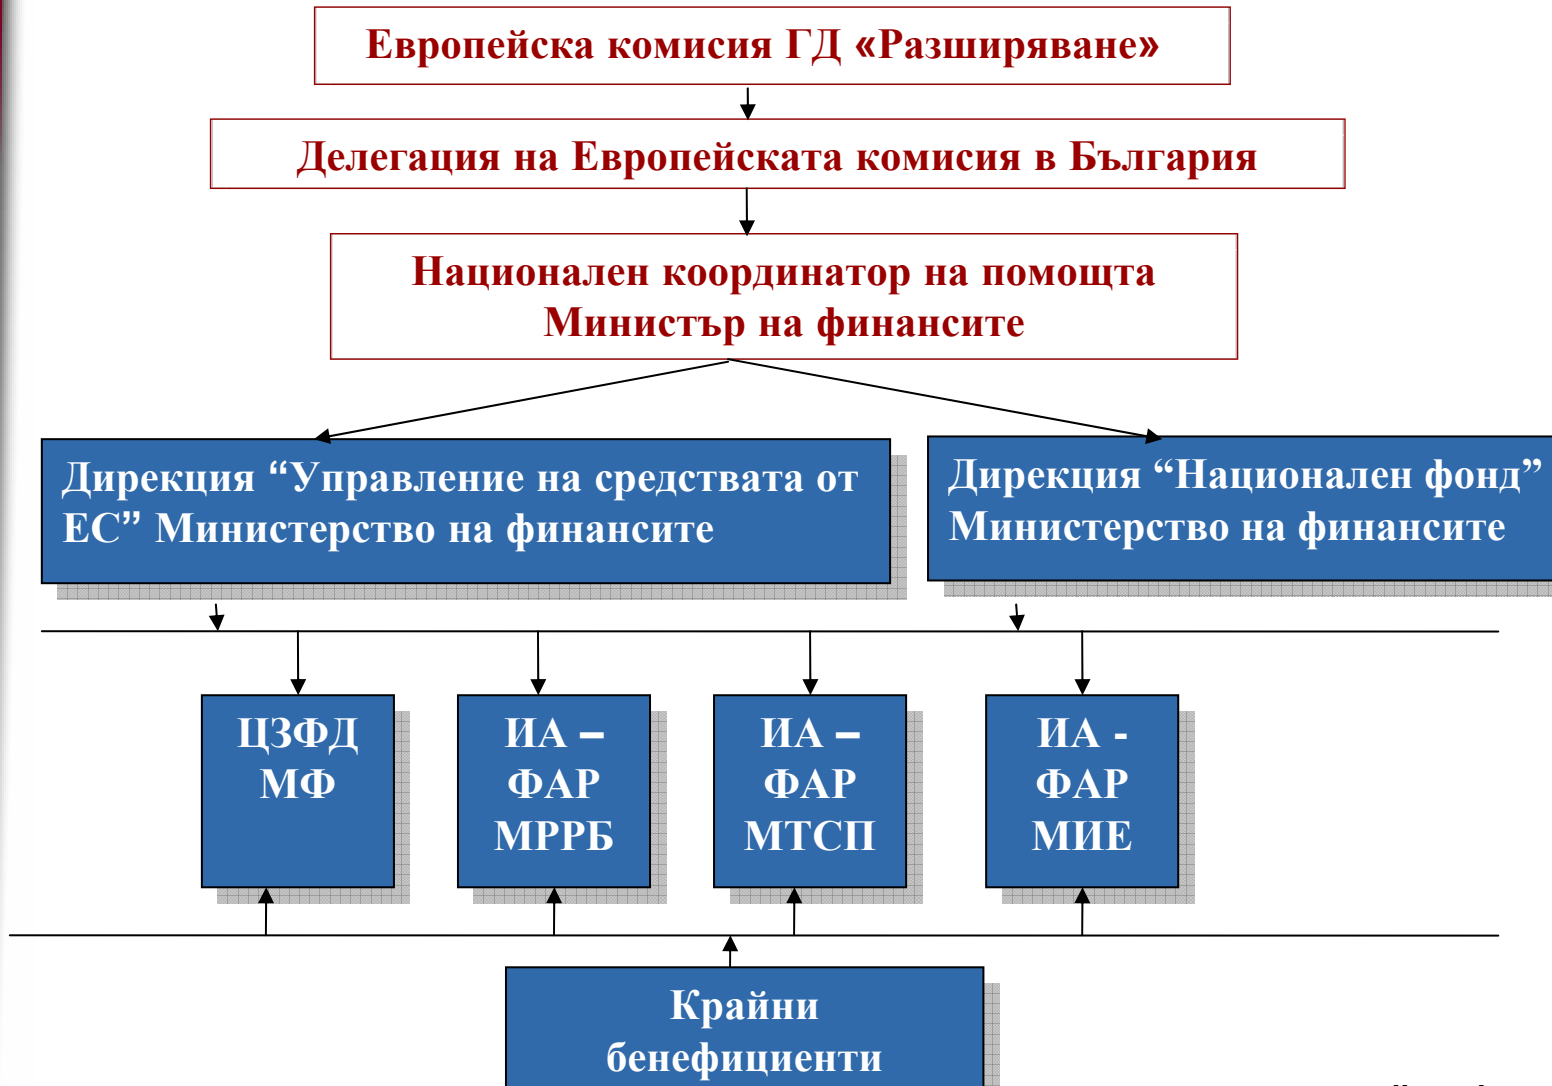 Европейска комисия ГД «Разширяване»
Делегация на Европейската комисия в България
Национален координатор на помощта
Министър на финансите
Дирекция “Управление на средствата от
ЕС” Министерство на финансите
Дирекция “Национален фонд”
Министерство на финансите
ЦЗФД
МФ
ИА –
ФАР
МРРБ
ИА –
ФАР
МТСП
ИА -
ФАР
МИЕ
Крайни
бенефициенти